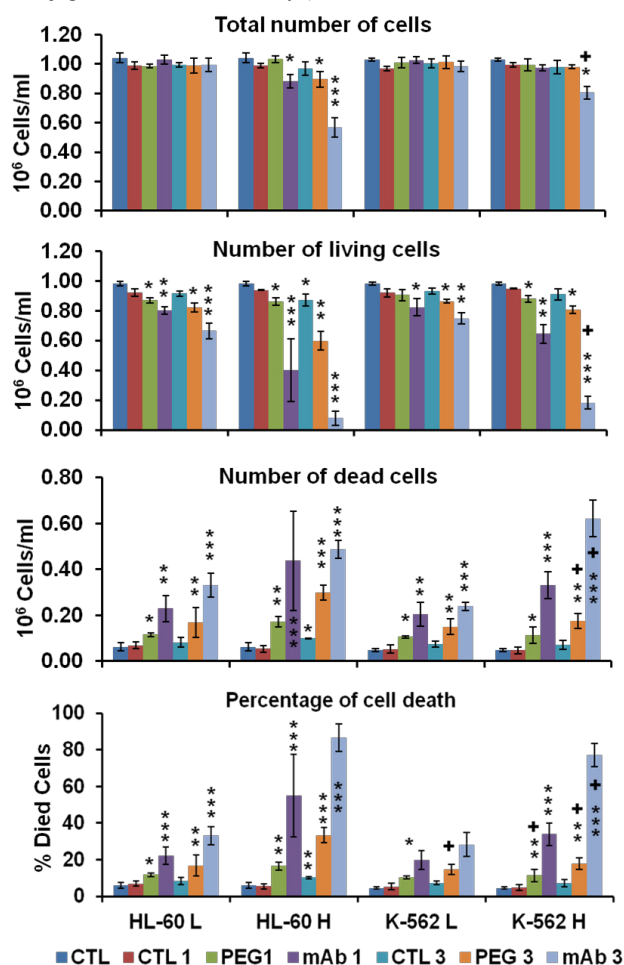 Total number of cells
1.20
1.00
0.80
0.60
0.40
0.20
0.00
10⁶ Cells/ml
Number of living cells
1.20
1.00
0.80
0.60
0.40
0.20
0.00
10⁶ Cells/ml
Number of dead cells
0.80
0.60
0.40
0.20
0.00
10⁶ Cells/ml
Percentage of cell death
100
80
60
40
20
0
% Died Cells
HL-60 L HL-60 H K-562 L K-562 H
CTL CTL 1 PEG1 mAb 1 CTL 3 PEG 3 mAb 3